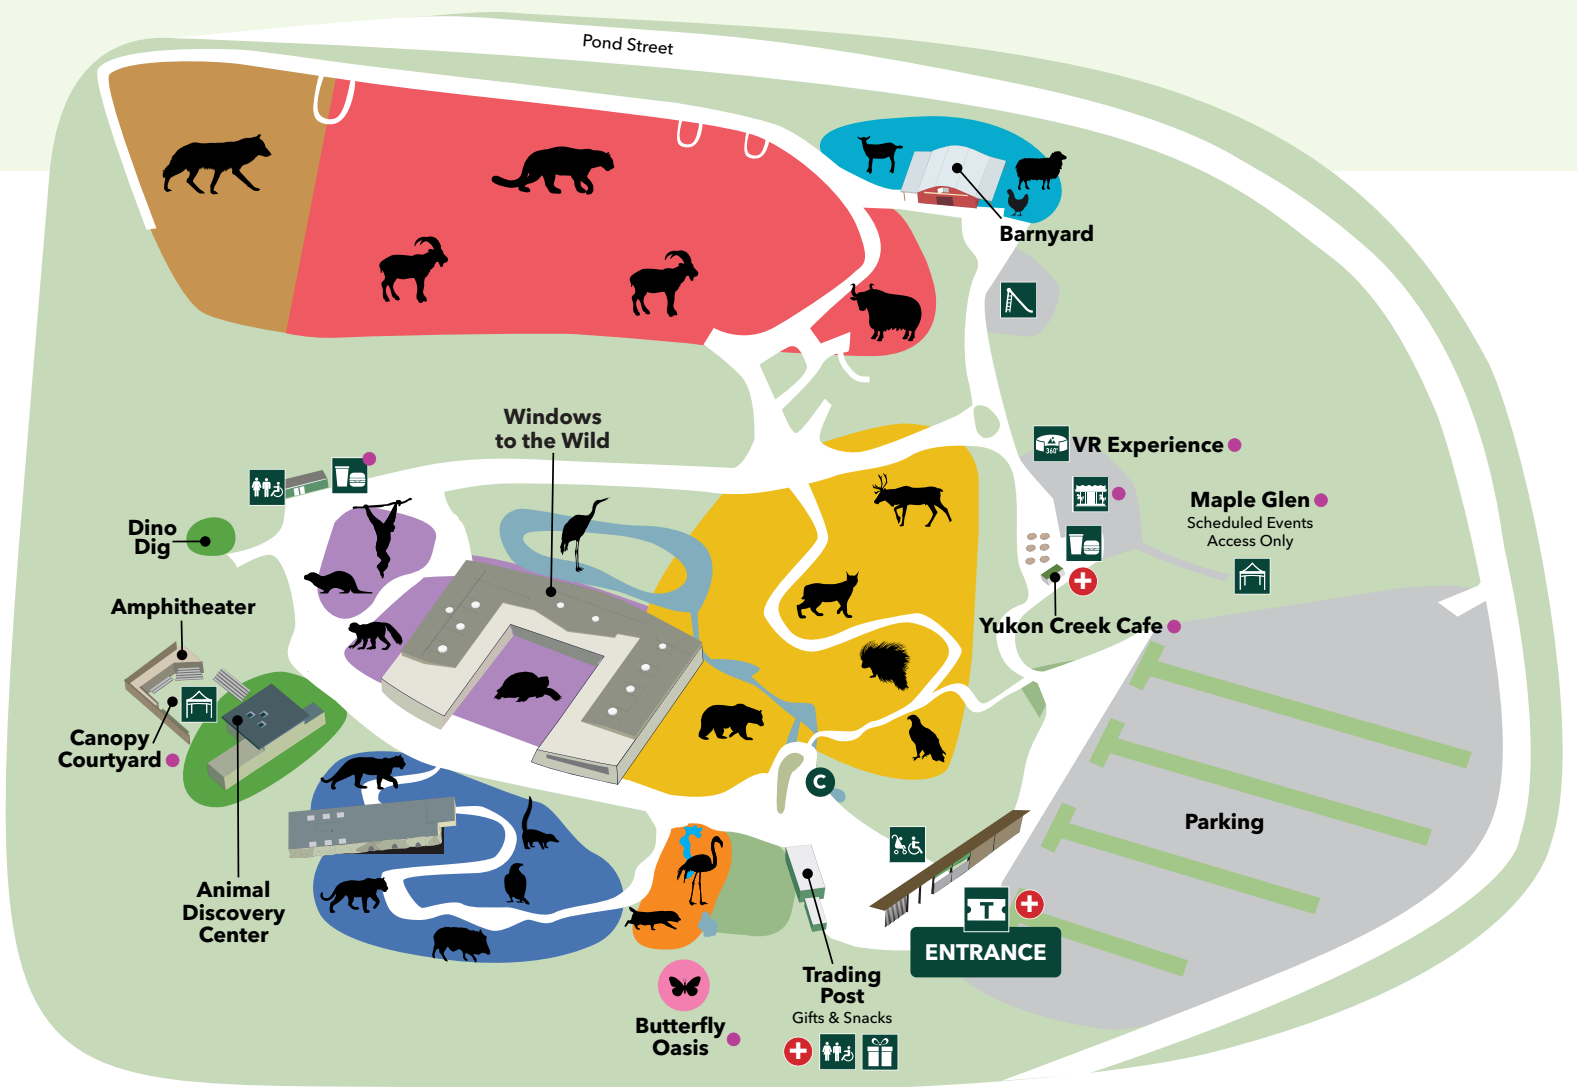 Pond Street
Barnyard
Windows
to the Wild
360°
VR Experience
Maple Glen
Scheduled Events
Access Only
Dino
Dig
Amphitheater
Yukon Creek Cafe
Canopy
Courtyard
C
Parking
Animal
Discovery
Center
T
ENTRANCE
Trading
Post
Gifts & Snacks
Butterfly
Oasis